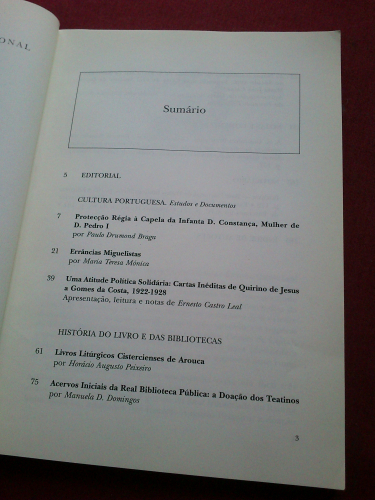 ONAL
Sumário
5 EDITORIAL
CULTURA PORTUGUESA. Estudos e Documentos
7 Protecção Régia à Capela da Infanta D. Constança, Mulher de
D. Pedro I
por Paulo Drumond Braga
21 Errâncias Miguelistas
por Maria Teresa Mónica
39 Uma Atitude Política Solidária: Cartas Inéditas de Quirino de Jesus
a Gomes da Costa, 1922-1928
Apresentação, leitura e notas de Ernesto Castro Leal
HISTÓRIA DO LIVRO E DAS BIBLIOTECAS
61 Livros Litúrgicos Cistercienses de Arouca
por Horácio Augusto Peixeiro
75 Acervos Iniciais da Real Biblioteca Pública: a Doação dos Teatinos
por Manuela D. Domingos
3